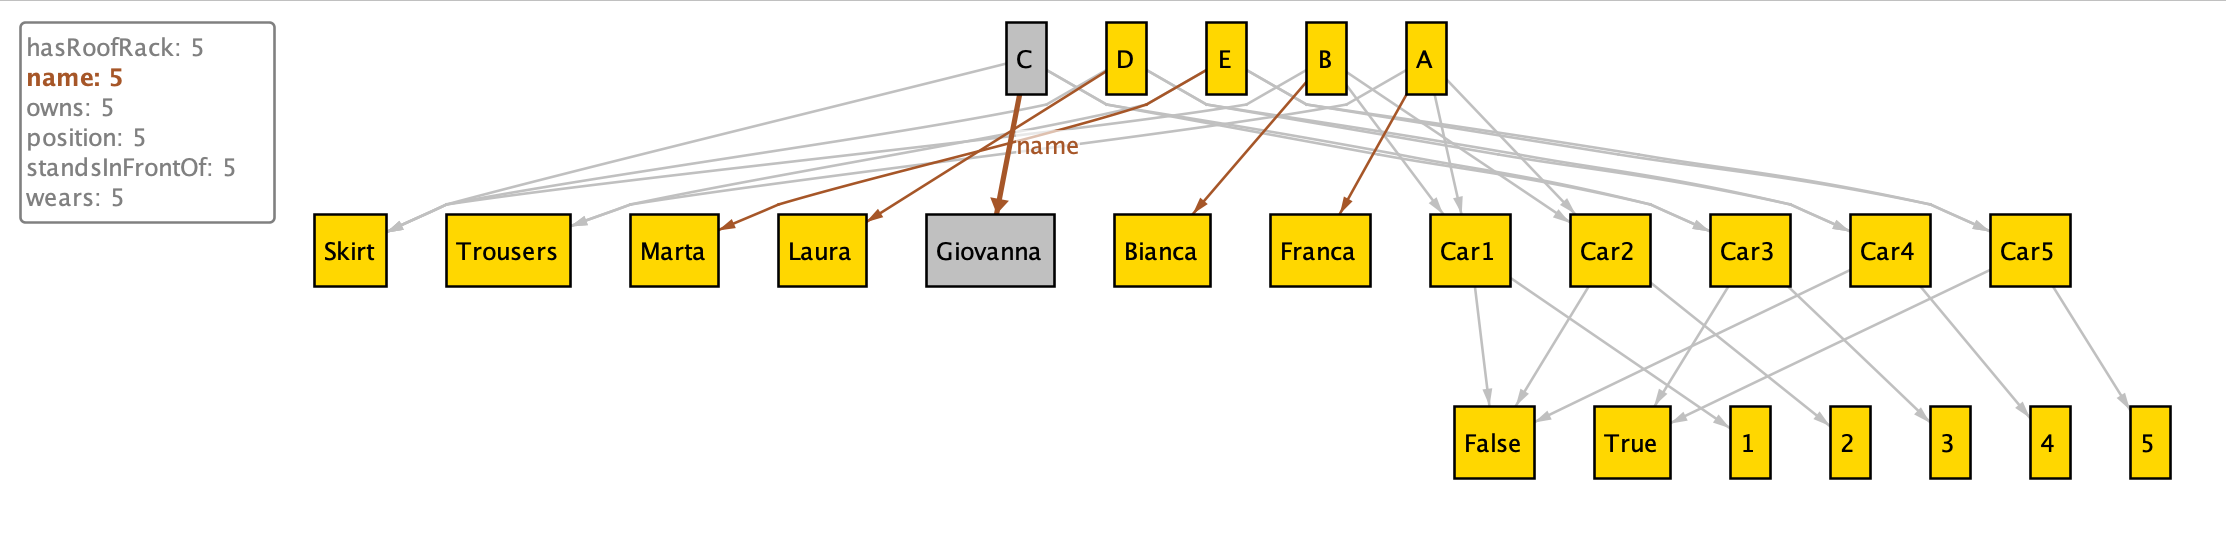 hasRoofRack: 5
name: 5
owns: 5
position: 5
standsInFrontOf: 5
wears: 5
C D E B A
name
Skirt Trousers Marta Laura Giovanna Bianca Franca Car1 Car2 Car3 Car4 Car5
False True 1 2 3 4 5